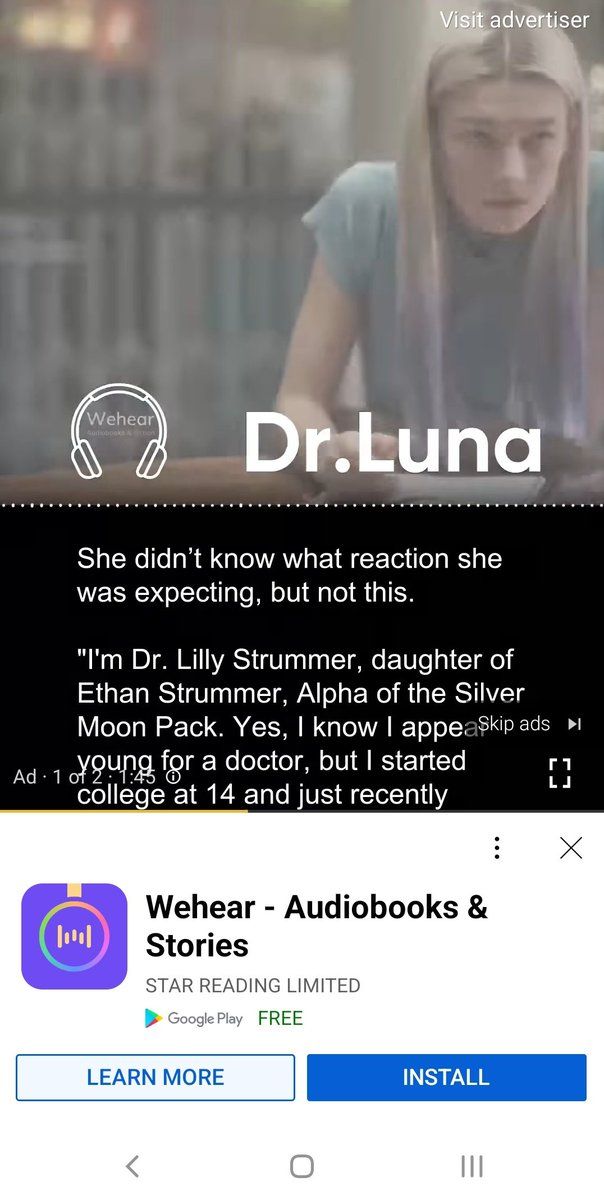 Visit advertiser
Wehear
Audiobooks & Fiction
Dr.Luna
She didn't know what reaction she
was expecting, but not this.
"I'm Dr. Lilly Strummer, daughter of
Ethan Strummer, Alpha of the Silver
Moon Pack. Yes, I know I appea
Skip ads
young for a doctor, but I started
Ad · 1 of 2 · 1:45
college at 14 and just recently
Wehear - Audiobooks &
Stories
STAR READING LIMITED
Google Play FREE
LEARN MORE
INSTALL